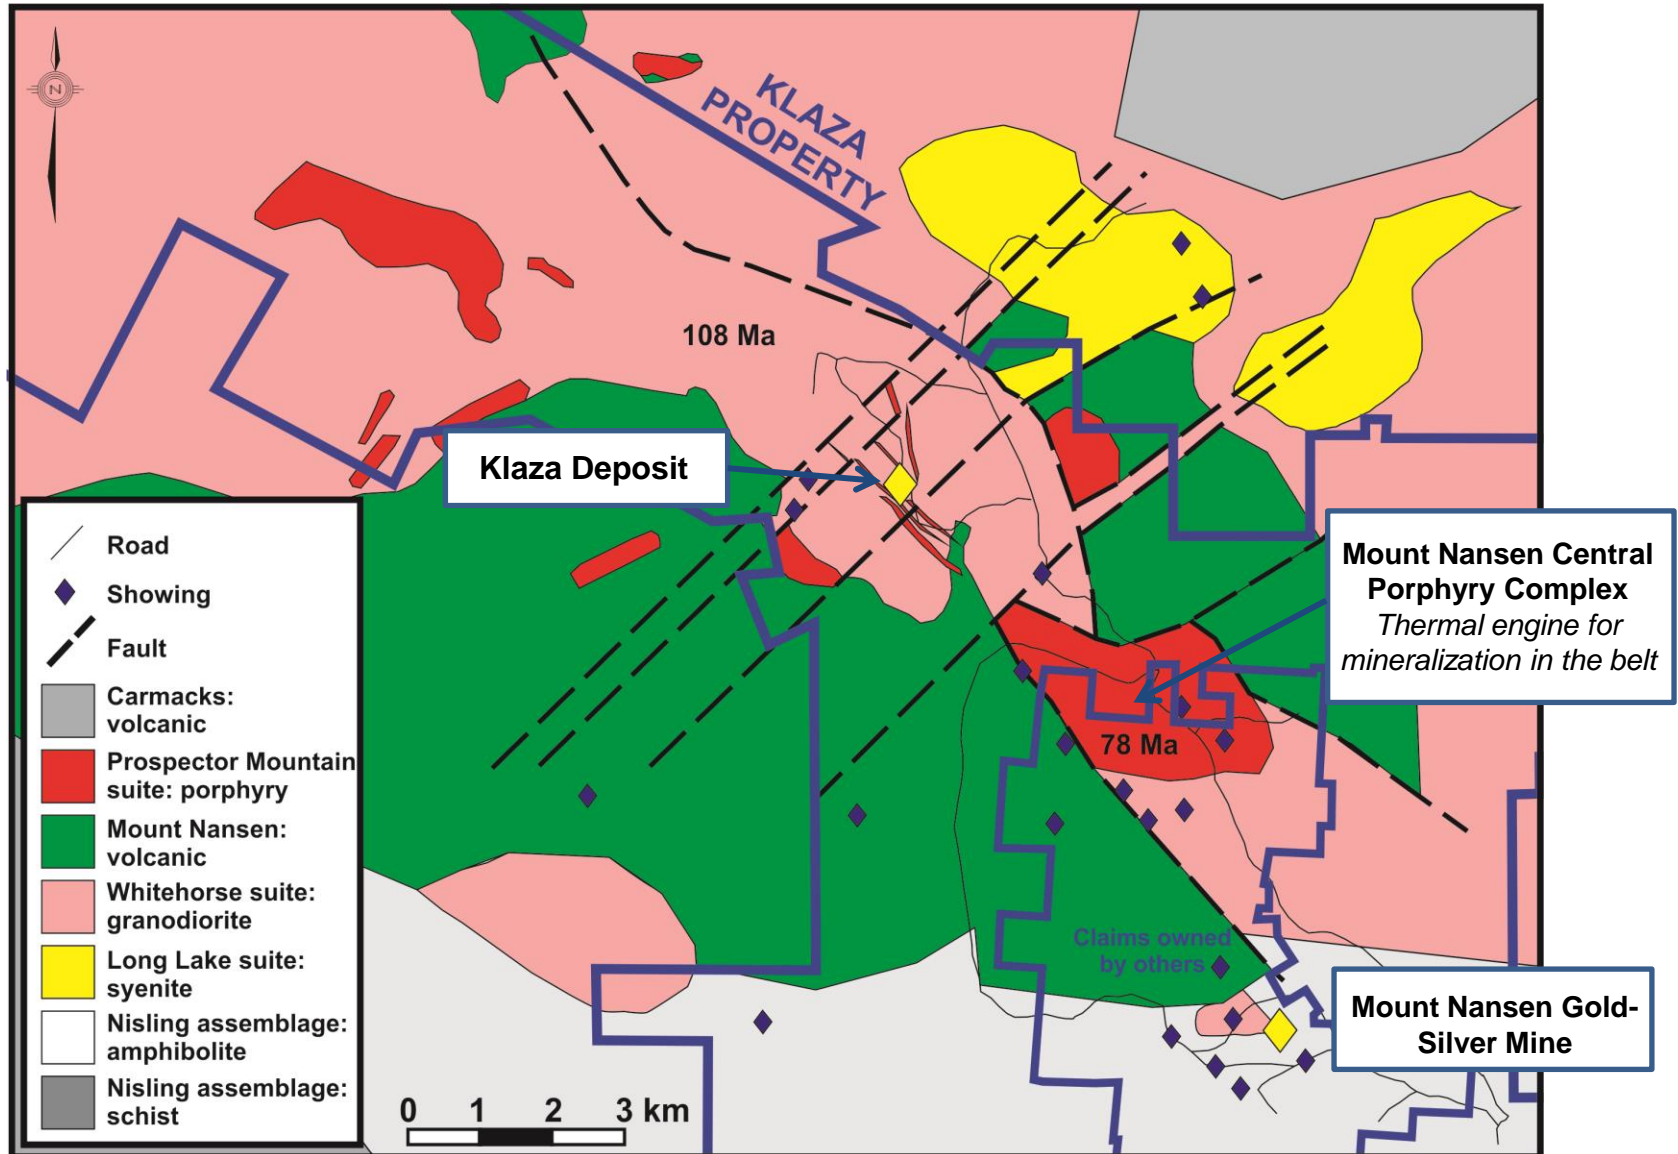 N
KLAZA
PROPERTY
108 Ma
Klaza Deposit
Mount Nansen Central
Porphyry Complex
Thermal engine for
mineralization in the belt
78 Ma
Claims owned
by others
Mount Nansen Gold-
Silver Mine
Road
Showing
Fault
Carmacks:
volcanic
Prospector Mountain
suite: porphyry
Mount Nansen:
volcanic
Whitehorse suite:
granodiorite
Long Lake suite:
syenite
Nisling assemblage:
amphibolite
Nisling assemblage:
schist
0 1 2 3 km